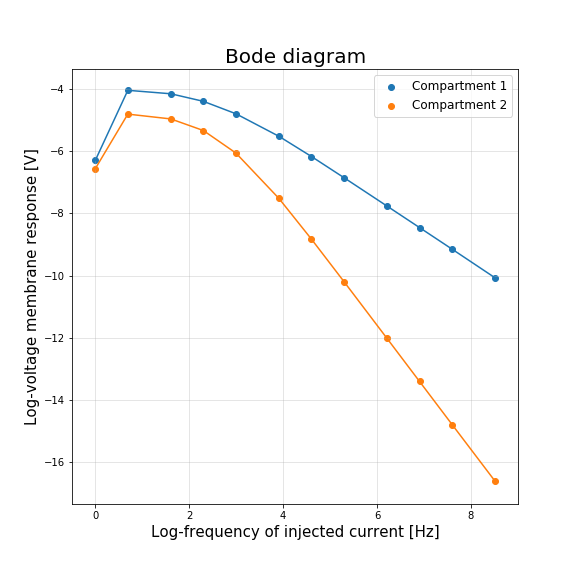 Bode diagram
Compartment 1
Compartment 2
Log-voltage membrane response [V]
−4
−6
−8
−10
−12
−14
−16
0
2
4
6
8
Log-frequency of injected current [Hz]